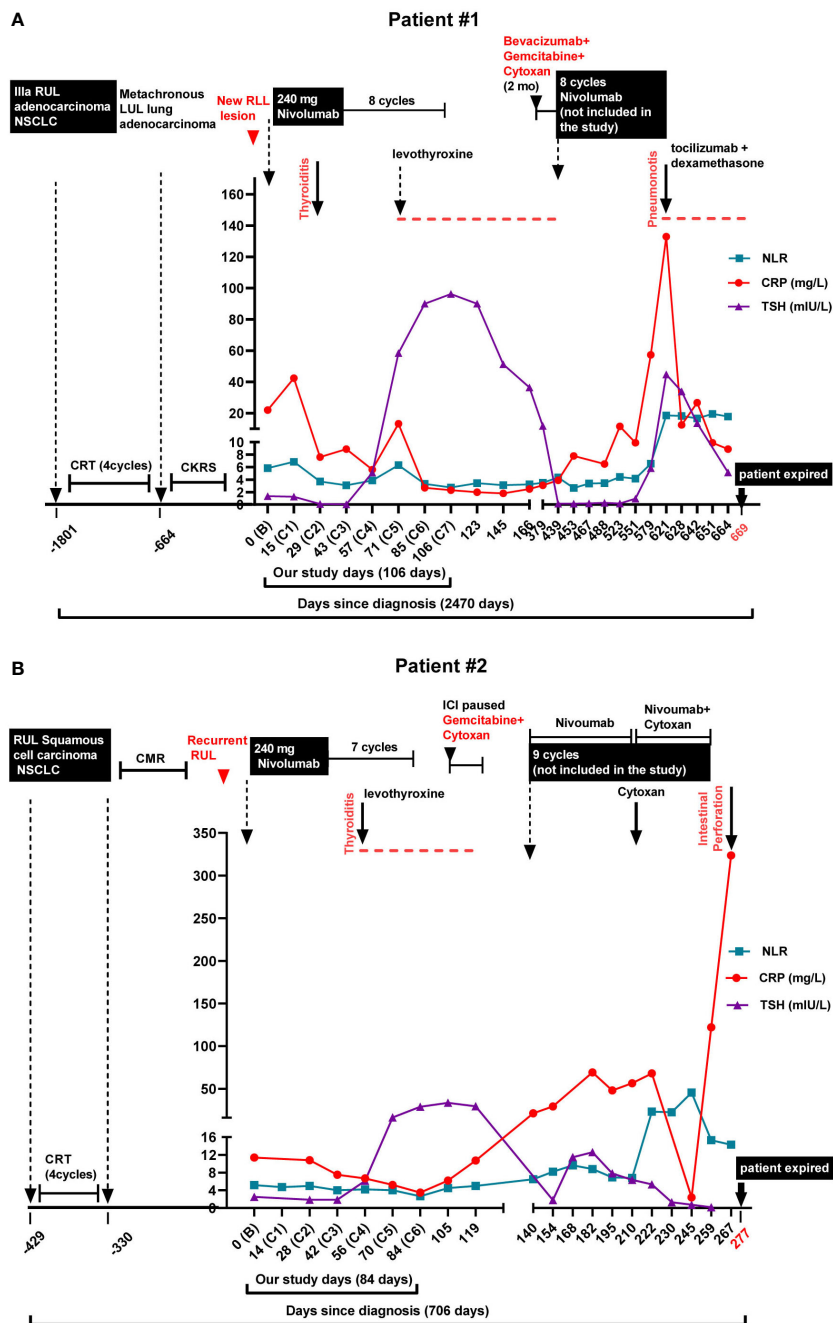 A
Patient #1
Bevacizumab+
Gemcitabine+
Cytoxan
(2 mo)
IIIa RUL
adenocarcinoma
NSCLC
Metachronous
LUL lung
adenocarcinoma
New RLL
lesion
240 mg
Nivolumab
8 cycles
8 cycles
Nivolumab
(not included in
the study)
Thyroiditis
levothyroxine
Pneumonotis
tocilizumab +
dexamethasone
160
140
120
100
80
60
40
20
10
8
6
4
2
0
NLR
CRP (mg/L)
TSH (mIU/L)
CRT (4cycles)
CKRS
patient expired
-1801
-664
0 (B)
15 (C1)
29 (C2)
43 (C3)
57 (C4)
71 (C5)
85 (C6)
106 (C7)
123
145
166
379
439
453
467
488
523
551
579
621
628
642
651
664
669
Our study days (106 days)
Days since diagnosis (2470 days)
B
Patient #2
RUL Squamous
cell carcinoma
NSCLC
CMR
Recurrent
RUL
240 mg
Nivolumab
7 cycles
ICI paused
Gemcitabine+
Cytoxan
Nivoumab
Nivoumab+
Cytoxan
9 cycles
(not included in the study)
Thyroiditis
levothyroxine
Cytoxan
Intestinal
Perforation
350
300
250
200
150
100
50
16
12
8
4
0
NLR
CRP (mg/L)
TSH (mIU/L)
CRT
(4cycles)
patient expired
-429
-330
0 (B)
14 (C1)
28 (C2)
42 (C3)
56 (C4)
70 (C5)
84 (C6)
105
119
140
154
168
182
195
210
222
230
245
259
267
277
Our study days (84 days)
Days since diagnosis (706 days)